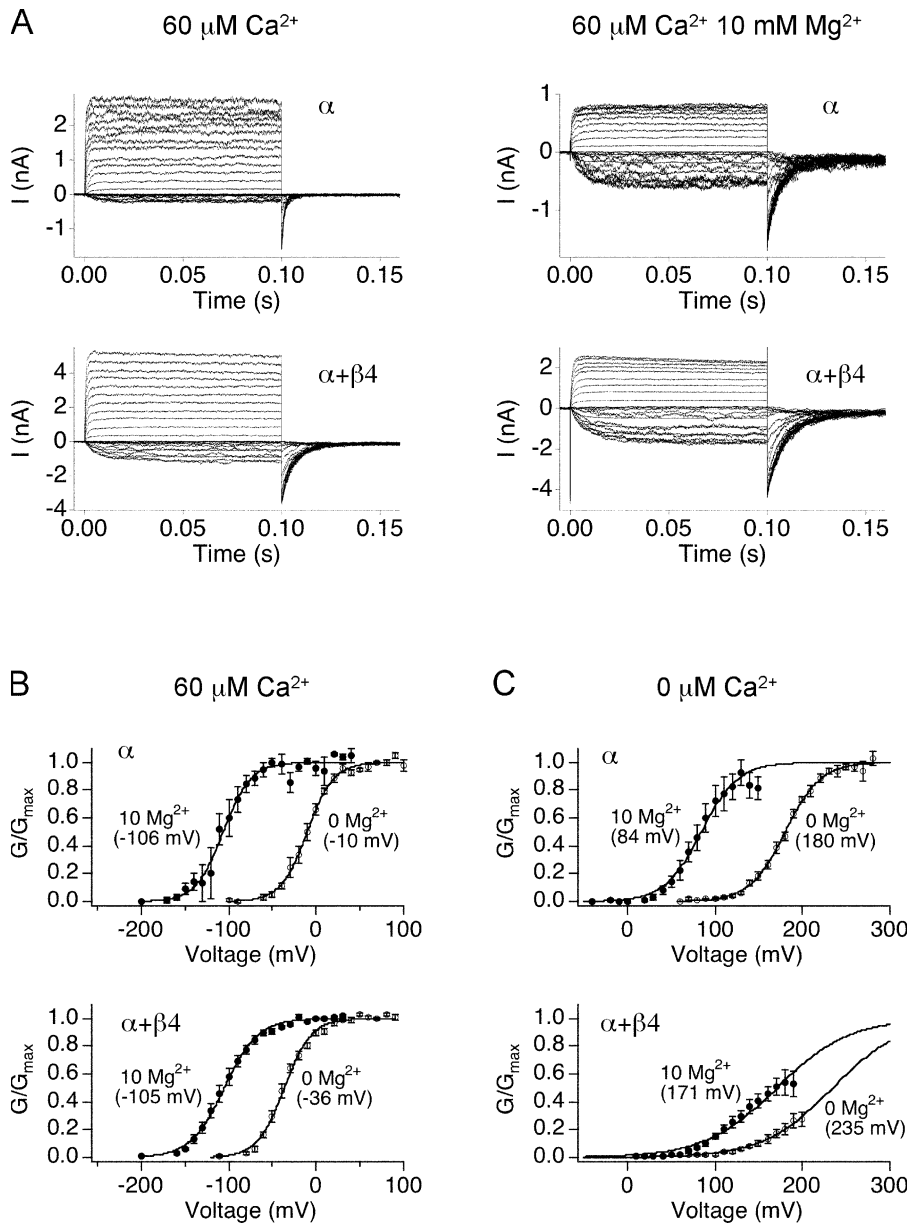 A
60 μM Ca²⁺
60 μM Ca²⁺ 10 mM Mg²⁺
α
I (nA)
2
1
0
-1
0.00 0.05 0.10 0.15
Time (s)
α
I (nA)
1
0
-1
0.00 0.05 0.10 0.15
Time (s)
α+β4
I (nA)
4
2
0
-2
-4
0.00 0.05 0.10 0.15
Time (s)
α+β4
I (nA)
2
0
-2
-4
0.00 0.05 0.10 0.15
Time (s)
B
60 μM Ca²⁺
α
G/Gmax
1.0
0.8
0.6
0.4
0.2
0.0
10 Mg²⁺
(-106 mV)
0 Mg²⁺
(-10 mV)
-200 -100 0 100
Voltage (mV)
α+β4
G/Gmax
1.0
0.8
0.6
0.4
0.2
0.0
10 Mg²⁺
(-105 mV)
0 Mg²⁺
(-36 mV)
-200 -100 0 100
Voltage (mV)
C
0 μM Ca²⁺
α
G/Gmax
1.0
0.8
0.6
0.4
0.2
0.0
10 Mg²⁺
(84 mV)
0 Mg²⁺
(180 mV)
0 100 200 300
Voltage (mV)
α+β4
G/Gmax
1.0
0.8
0.6
0.4
0.2
0.0
10 Mg²⁺
(171 mV)
0 Mg²⁺
(235 mV)
0 100 200 300
Voltage (mV)